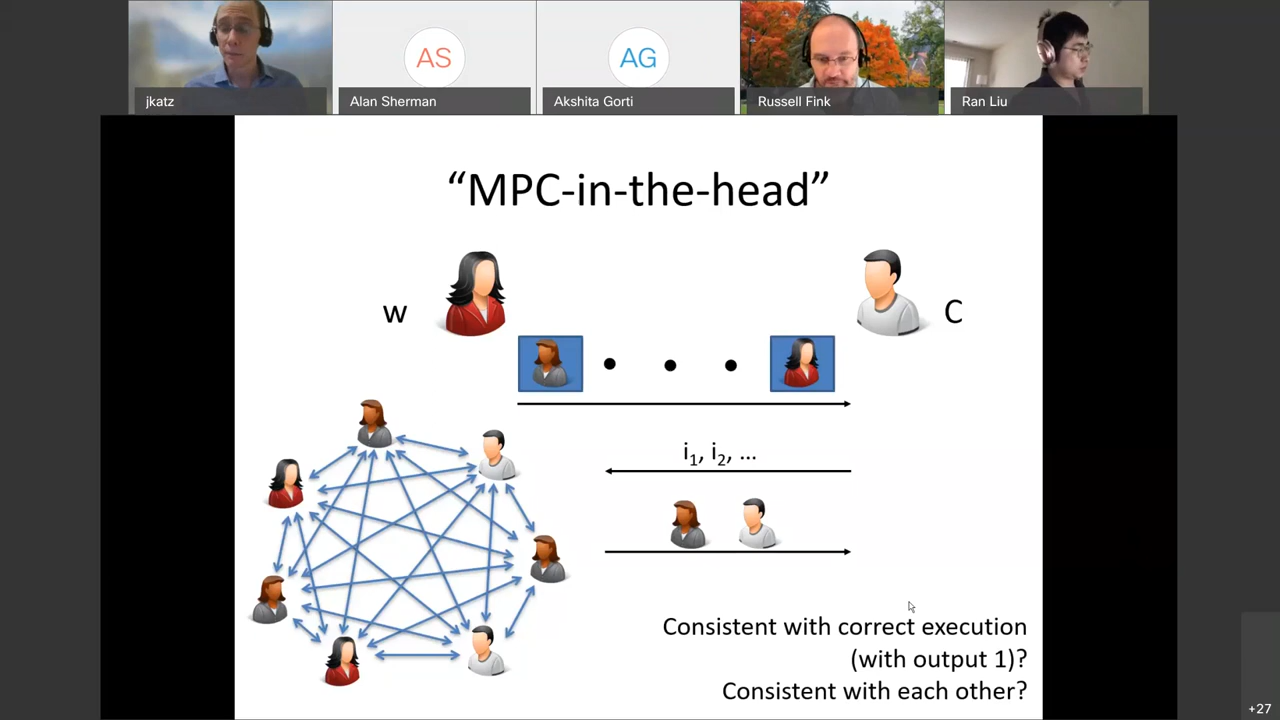 AS
AG
jkatz
Alan Sherman
Akshita Gorti
Russell Fink
Ran Liu
“MPC-in-the-head”
w
C
i1, i2, ...
Consistent with correct execution
(with output 1)?
Consistent with each other?
+27